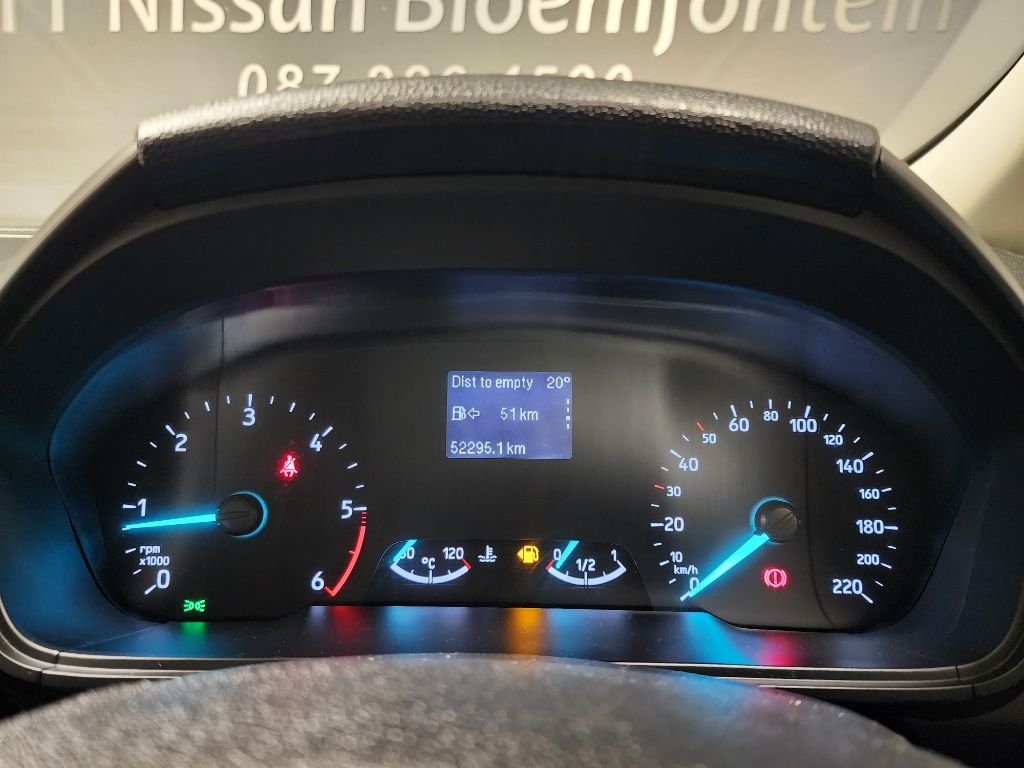 Nissan Bloemfontein
087
Dist to empty 20°
51 km
52295.1 km
0 1 2 3 4 5 6
rpm
x1000
°C 120
0 1/2 1
0 10 20 30 40 50 60 80 100 120 140 160 180 200 220
km/h